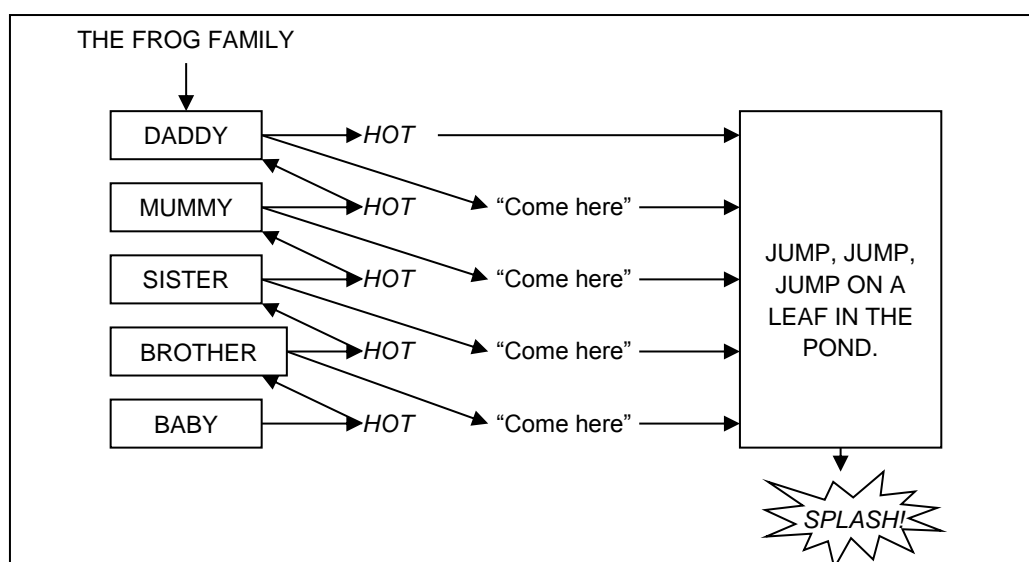 THE FROG FAMILY
DADDY
HOT
MUMMY
HOT
“Come here”
SISTER
HOT
“Come here”
BROTHER
HOT
“Come here”
BABY
HOT
“Come here”
JUMP, JUMP,
JUMP ON A
LEAF IN THE
POND.
SPLASH!